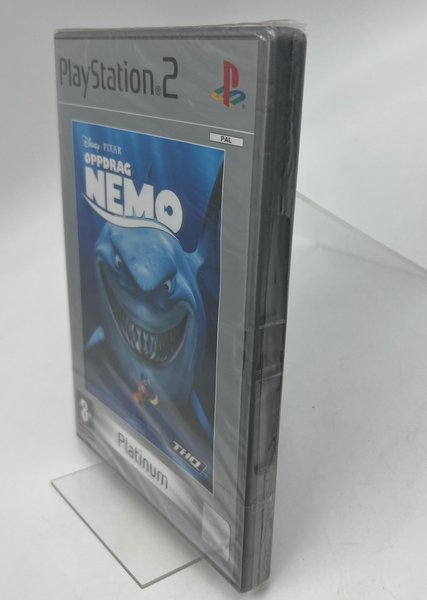 PlayStation®2
PAL
Disney PIXAR
OPPDRAG
NEMO
3+
THQ
Platinum